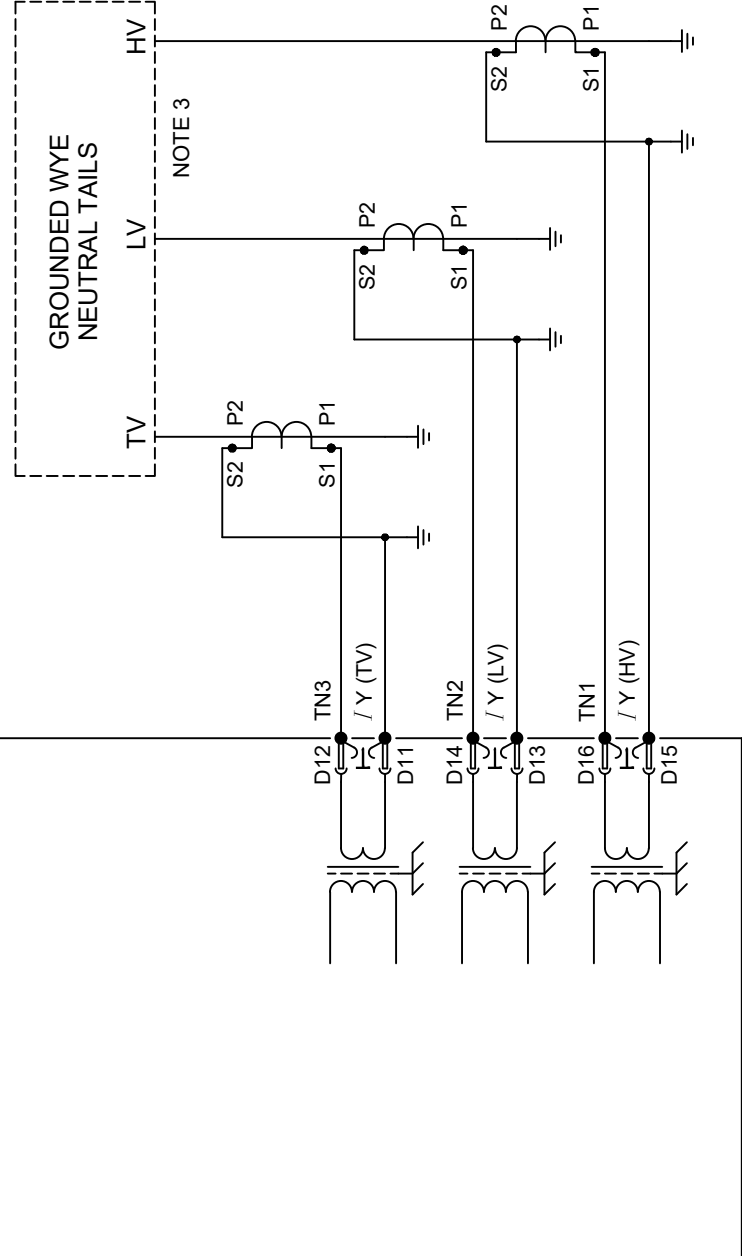 GROUNDED WYE
NEUTRAL TAILS
TV
LV
HV
NOTE 3
P2
P1
S2
S1
P2
P1
S2
S1
P2
P1
S2
S1
TN3
D12
I Y (TV)
D11
TN2
D14
I Y (LV)
D13
TN1
D16
I Y (HV)
D15